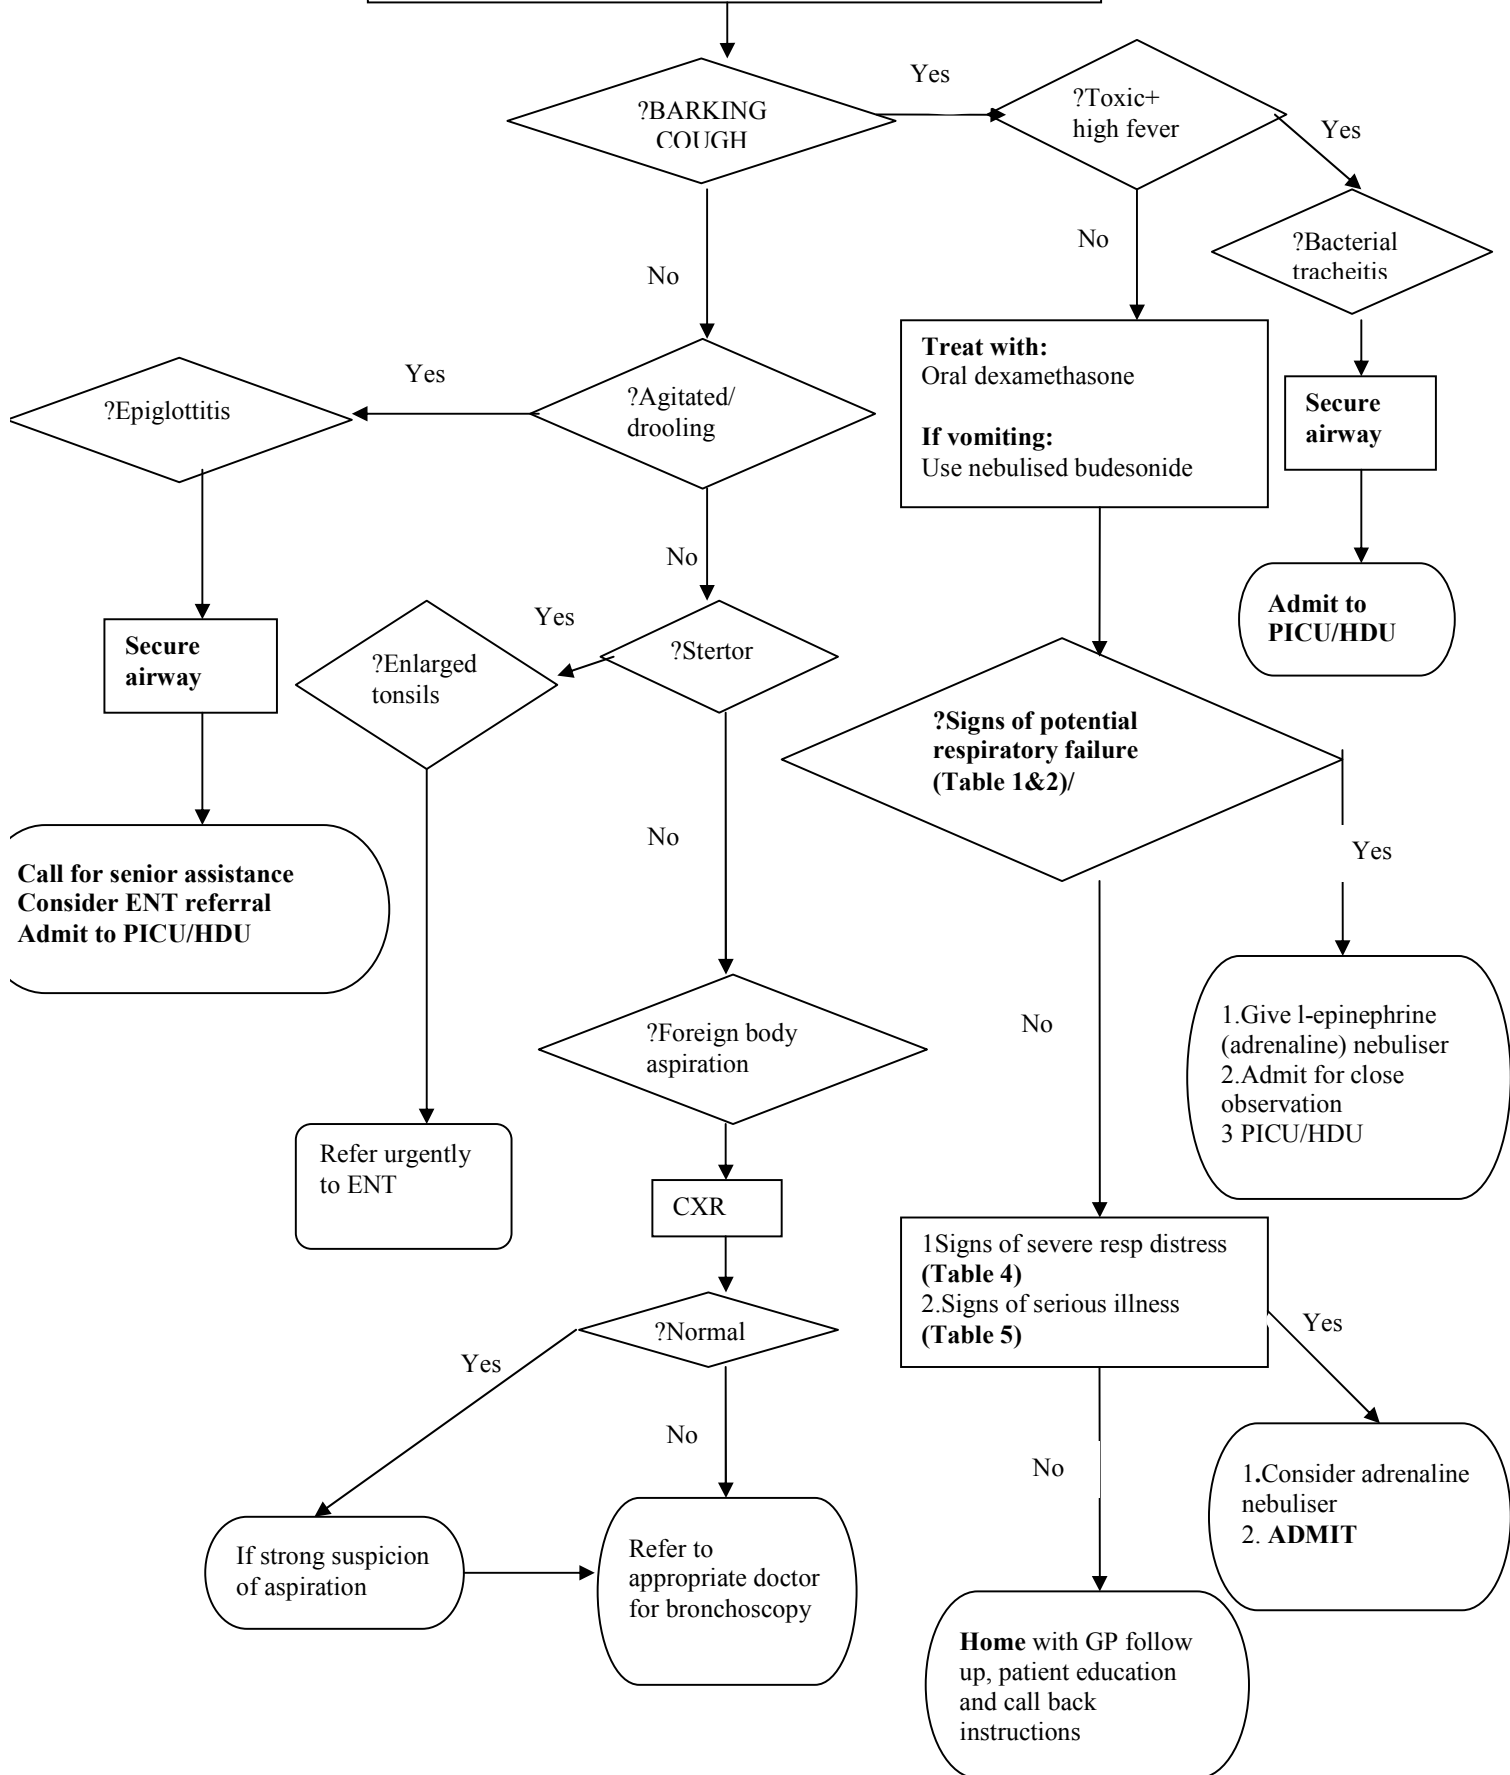 ?BARKING
COUGH
Yes
?Toxic+
high fever
Yes
No
No
?Bacterial
tracheitis
Treat with:
Oral dexamethasone
If vomiting:
Use nebulised budesonide
Secure
airway
Admit to
PICU/HDU
?Agitated/
drooling
Yes
?Epiglottitis
Secure
airway
Call for senior assistance
Consider ENT referral
Admit to PICU/HDU
No
?Stertor
Yes
?Enlarged
tonsils
Refer urgently
to ENT
No
?Foreign body
aspiration
CXR
?Normal
Yes
No
If strong suspicion
of aspiration
Refer to
appropriate doctor
for bronchoscopy
?Signs of potential
respiratory failure
(Table 1&2)/
Yes
1.Give l-epinephrine
(adrenaline) nebuliser
2.Admit for close
observation
3 PICU/HDU
No
1Signs of severe resp distress
(Table 4)
2.Signs of serious illness
(Table 5)
Yes
1.Consider adrenaline
nebuliser
2. ADMIT
No
Home with GP follow
up, patient education
and call back
instructions